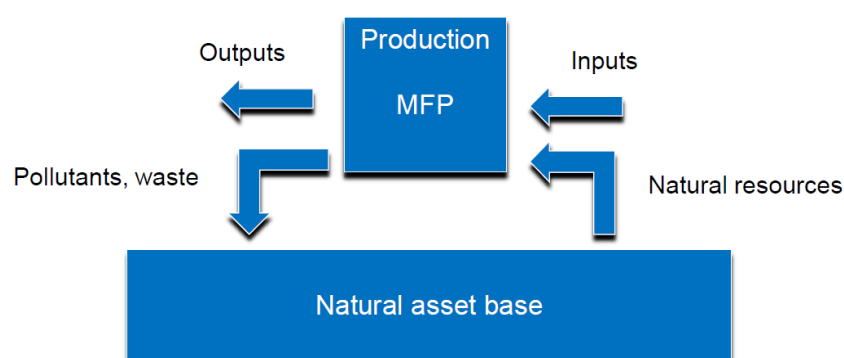 Production
Outputs
Inputs
MFP
Pollutants, waste
Natural resources
Natural asset base